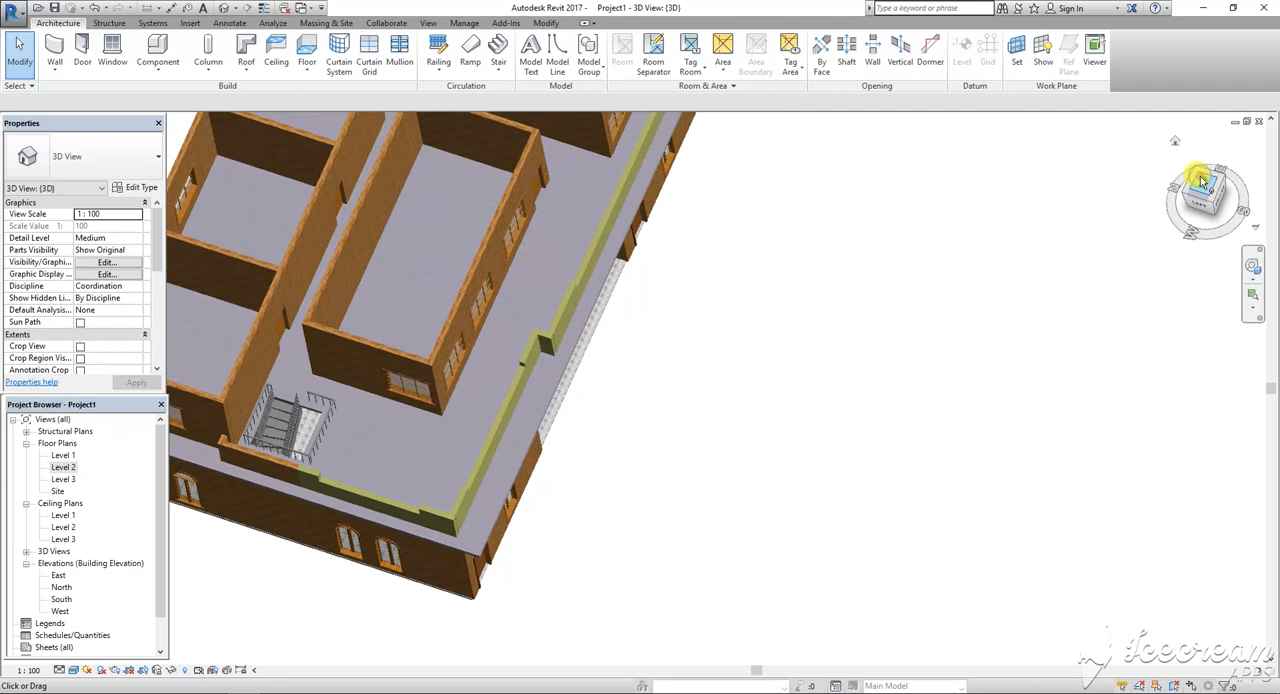 Autodesk Revit 2017 - Project1 - 3D View: {3D}
Type a keyword or phrase
Sign In
Architecture Structure Systems Insert Annotate Analyze Massing & Site Collaborate View Manage Add-Ins Modify
Modify Wall Door Window Component Column Roof Ceiling Floor Curtain System Curtain Grid Mullion Railing Ramp Stair Model Text Model Line Model Group Room Room Separator Tag Room Area Area Boundary Tag Area By Face Shaft Wall Vertical Dormer Level Grid Set Show Ref Plane Viewer
Select Build Circulation Model Room & Area Opening Datum Work Plane
Properties
3D View
3D View: {3D} Edit Type
Graphics
View Scale 1 : 100
Scale Value 1: 100
Detail Level Medium
Parts Visibility Show Original
Visibility/Graphi... Edit...
Graphic Display ... Edit...
Discipline Coordination
Show Hidden Li... By Discipline
Default Analysis... None
Sun Path
Extents
Crop View
Crop Region Vis...
Annotation Crop
Properties help Apply
Project Browser - Project1
Views (all)
Structural Plans
Floor Plans
Level 1
Level 2
Level 3
Site
Ceiling Plans
Level 1
Level 2
Level 3
3D Views
Elevations (Building Elevation)
East
North
South
West
Legends
Schedules/Quantities
Sheets (all)
LEFT
1 : 100
Click or Drag
:0 Main Model :0
Icecream
APPS